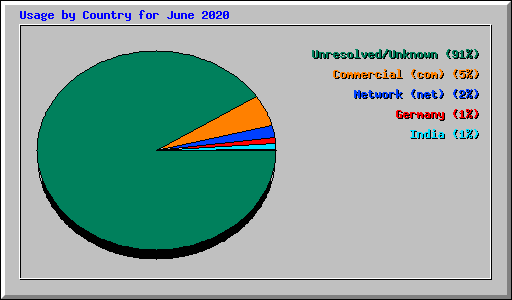 Usage by Country for June 2020
Unresolved/Unknown (91%)
Commercial (com) (5%)
Network (net) (2%)
Germany (1%)
India (1%)